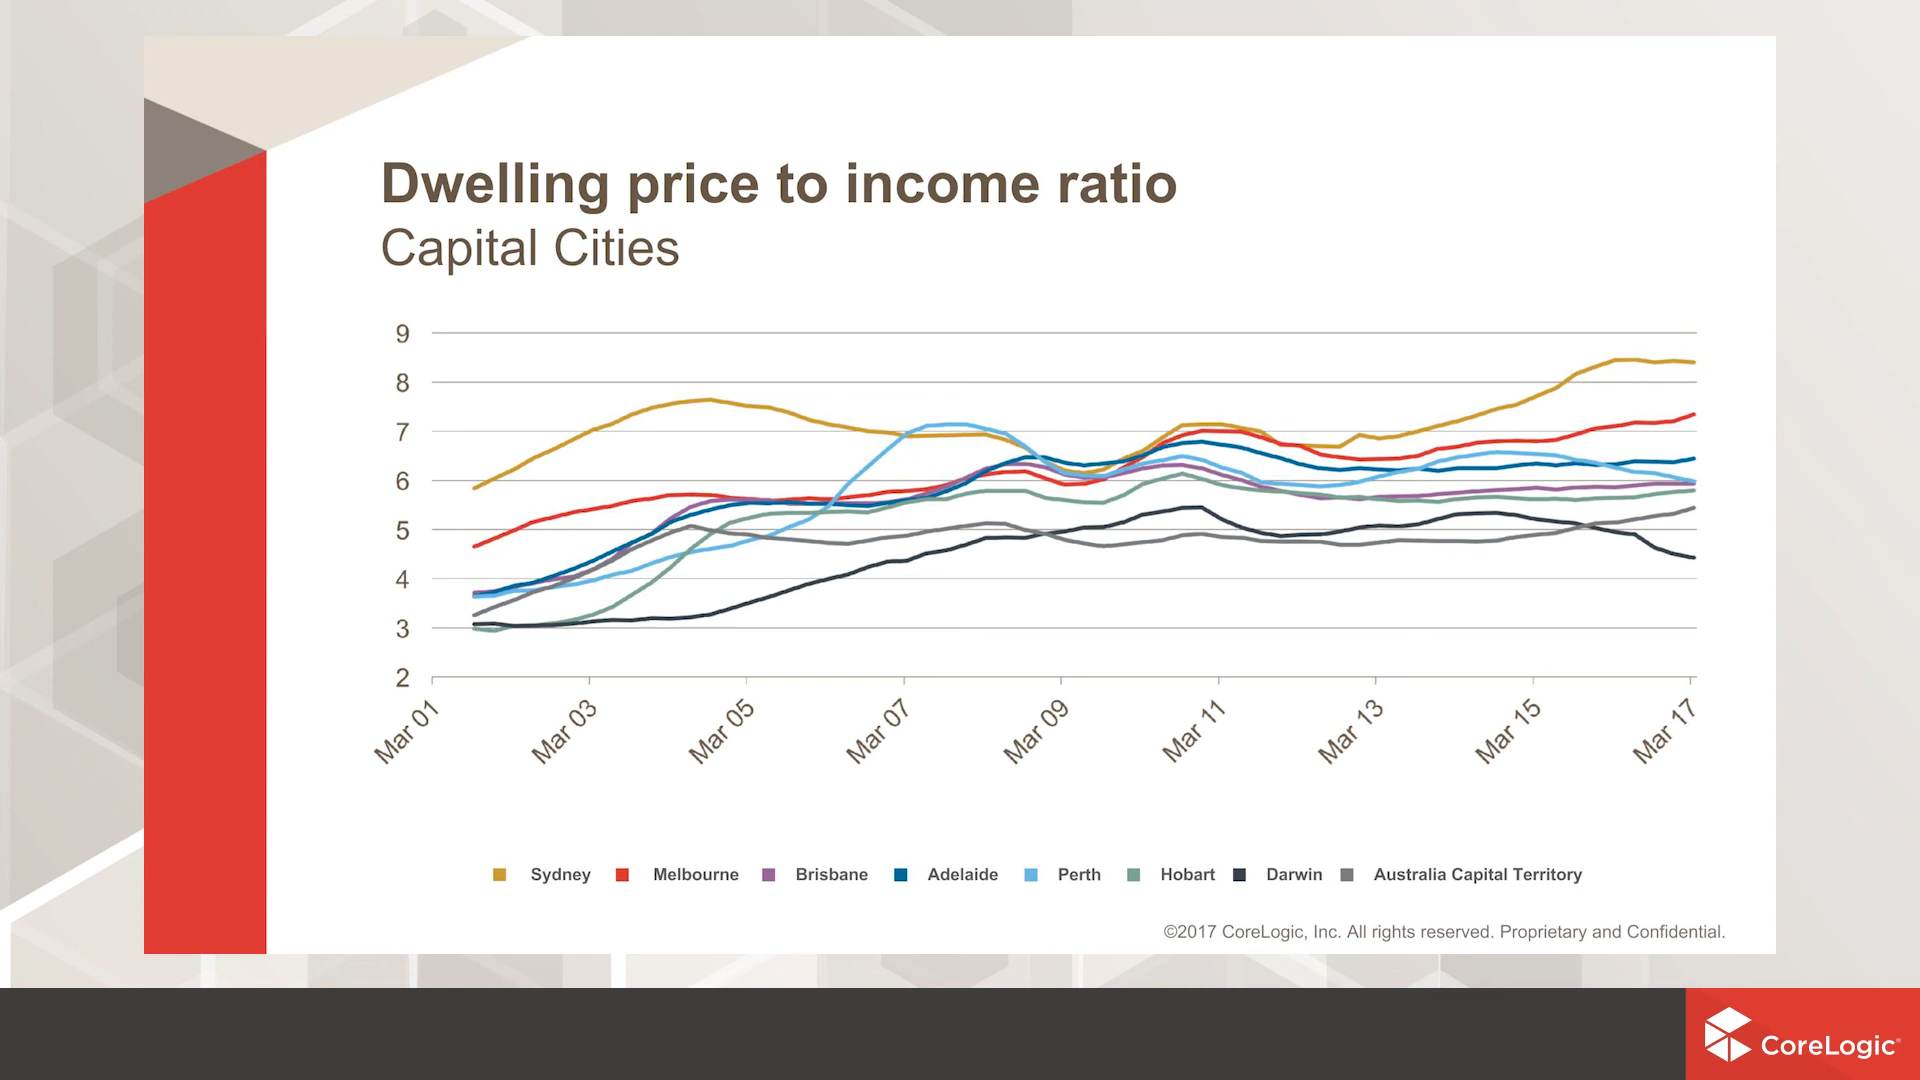 Dwelling price to income ratio
Capital Cities
9
8
7
6
5
4
3
2
Mar 01 Mar 03 Mar 05 Mar 07 Mar 09 Mar 11 Mar 13 Mar 15 Mar 17
Sydney Melbourne Brisbane Adelaide Perth Hobart Darwin Australia Capital Territory
©2017 CoreLogic, Inc. All rights reserved. Proprietary and Confidential.
CoreLogic